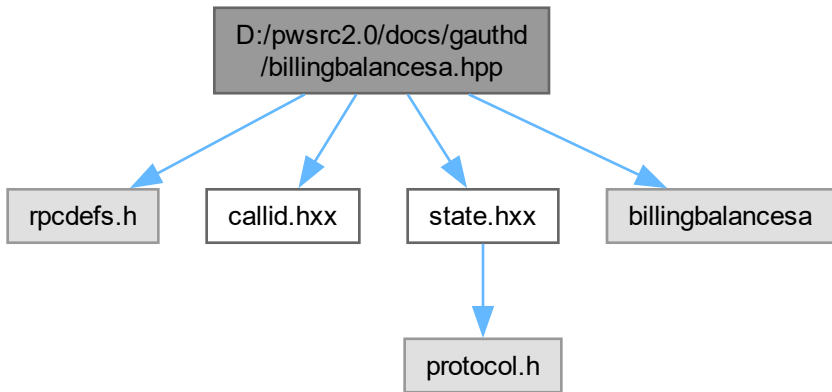 D:/pwsrc2.0/docs/gauthd
/billingbalancesa.hpp
rpcdefs.h
callid.hxx
state.hxx
billingbalancesa
protocol.h